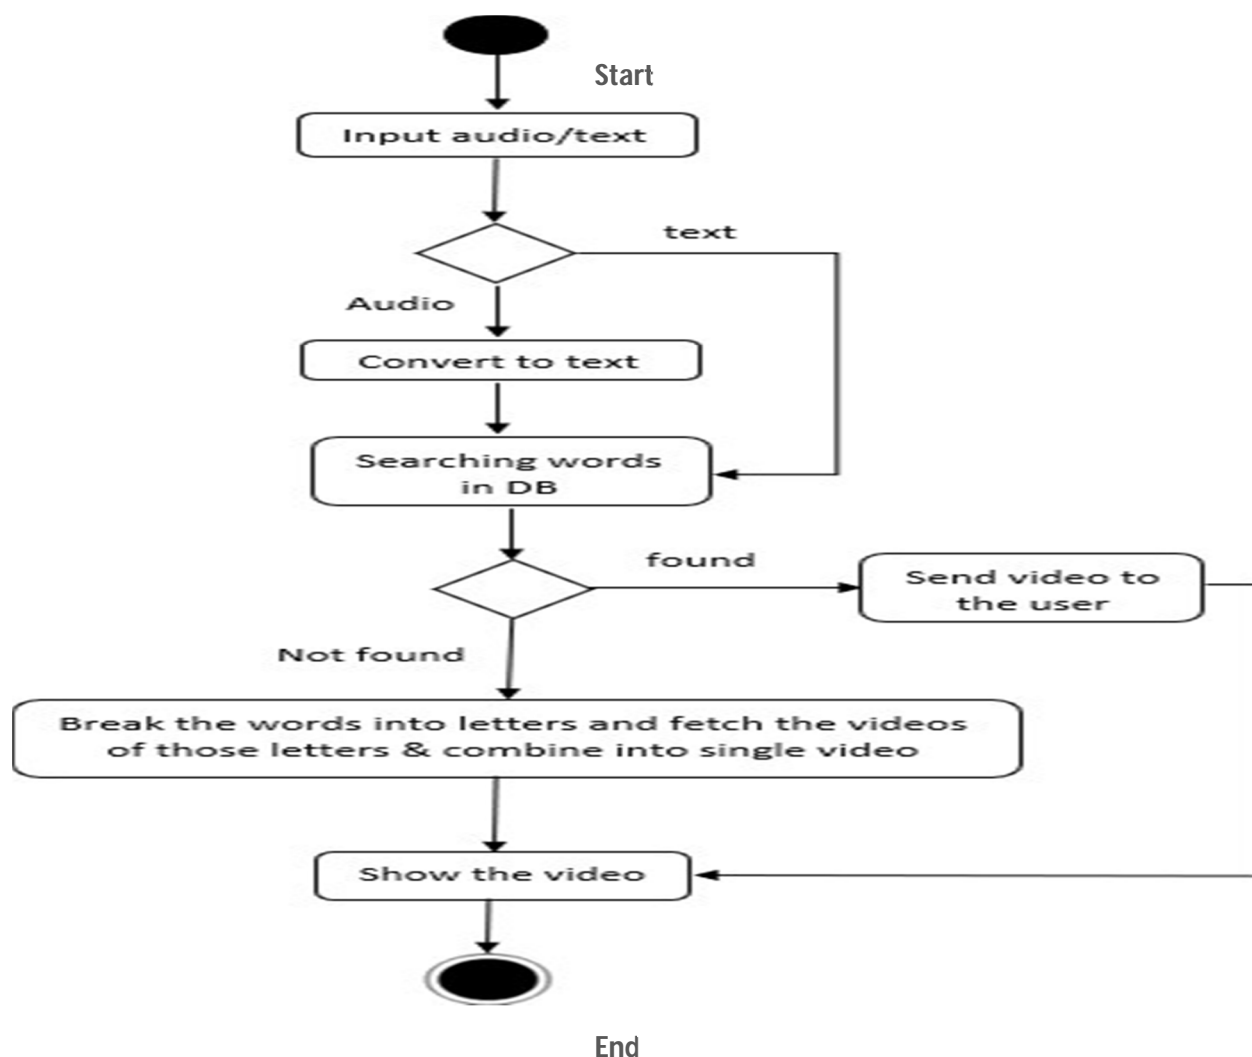 Start
Input audio/text
text
Audio
Convert to text
Searching words
in DB
found
Send video to
the user
Not found
Break the words into letters and fetch the videos
of those letters & combine into single video
Show the video
End